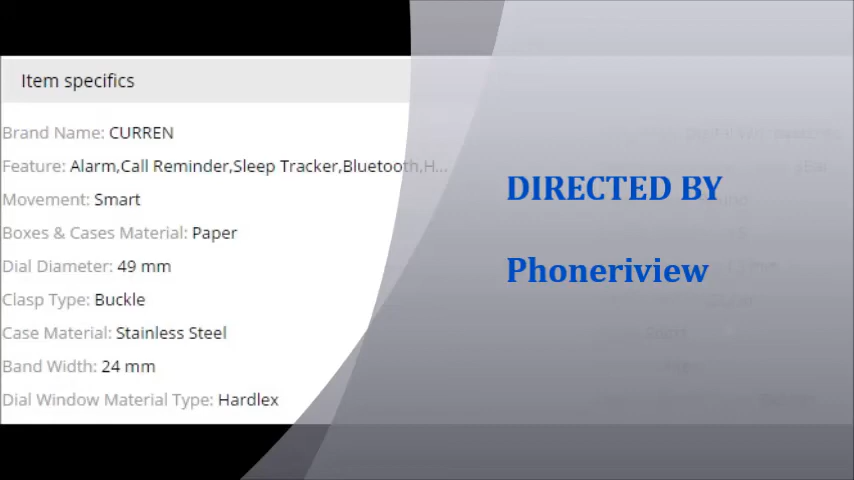 Item specifics
Brand Name: CURREN
Feature: Alarm,Call Reminder,Sleep Tracker,Bluetooth,H...
Movement: Smart
Boxes & Cases Material: Paper
Dial Diameter: 49 mm
Clasp Type: Buckle
Case Material: Stainless Steel
Band Width: 24 mm
Dial Window Material Type: Hardlex
DIRECTED BY
Phoneriview